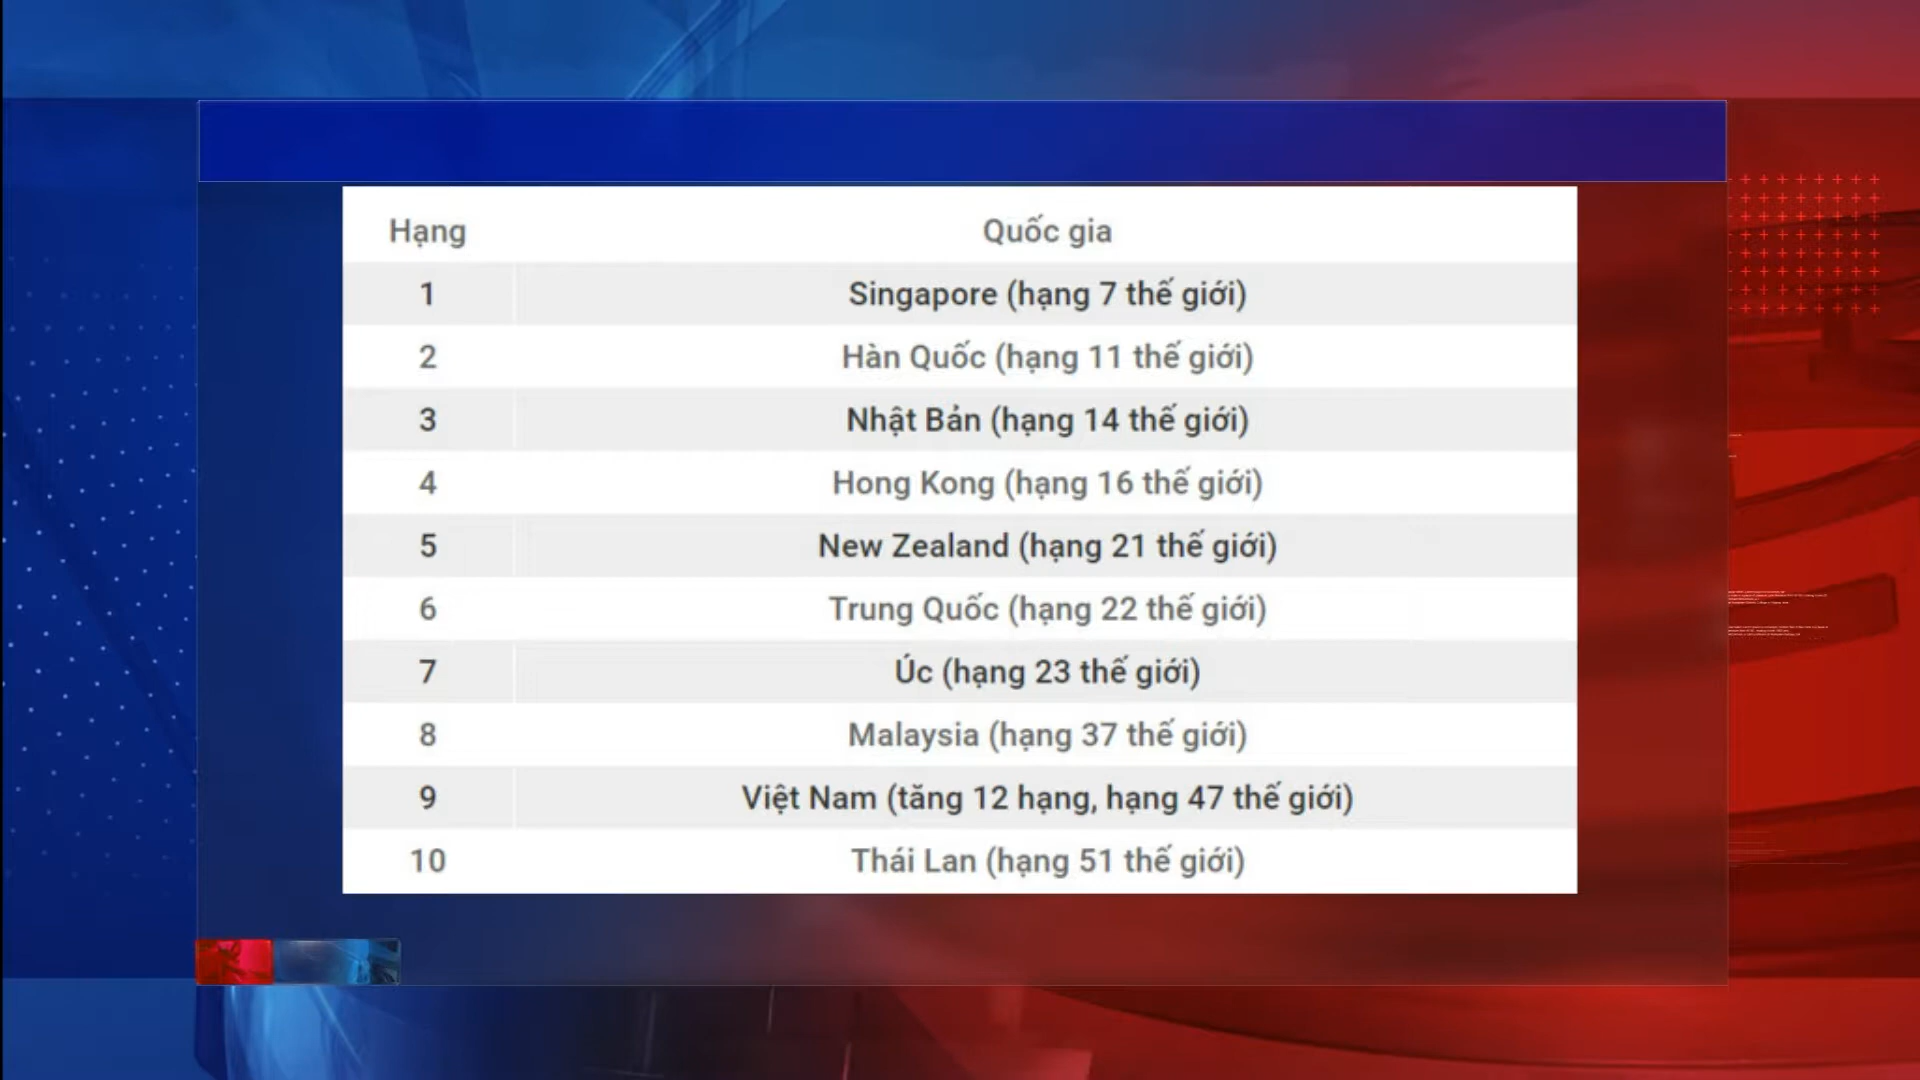 Hạng Quốc gia
1 Singapore (hạng 7 thế giới)
2 Hàn Quốc (hạng 11 thế giới)
3 Nhật Bản (hạng 14 thế giới)
4 Hong Kong (hạng 16 thế giới)
5 New Zealand (hạng 21 thế giới)
6 Trung Quốc (hạng 22 thế giới)
7 Úc (hạng 23 thế giới)
8 Malaysia (hạng 37 thế giới)
9 Việt Nam (tăng 12 hạng, hạng 47 thế giới)
10 Thái Lan (hạng 51 thế giới)